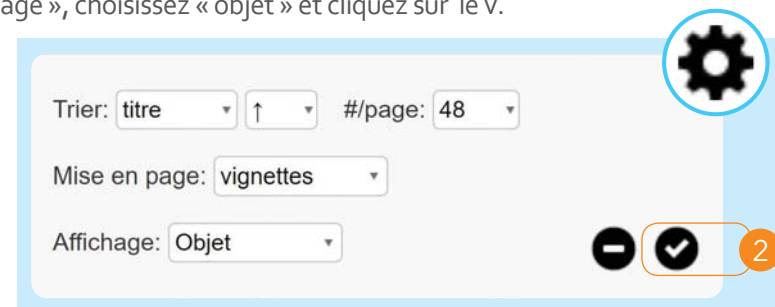 age », choisissez « objet » et cliquez sur le v.
Trier: titre ↑ #/page: 48
Mise en page: vignettes
Affichage: Objet
2